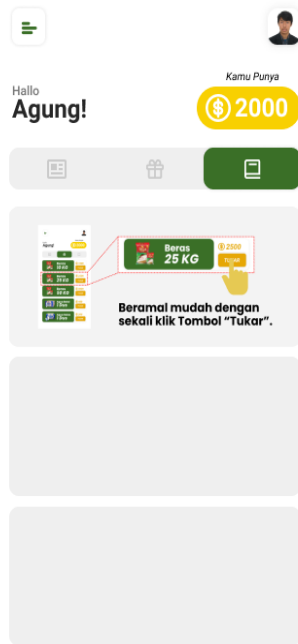 Kamu Punya
Hallo
Agung!
$ 2000
Beras
25 KG
$ 2500
TUKAR
Beramal mudah dengan
sekali klik Tombol “Tukar”.